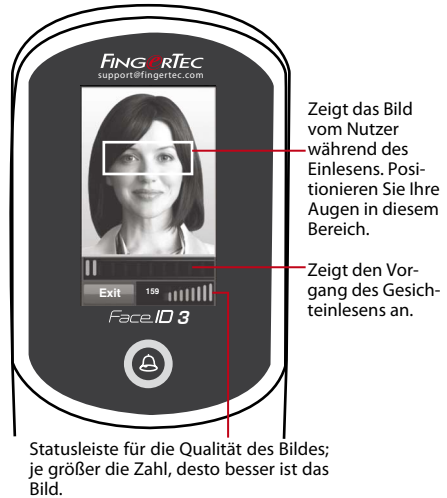 FINGERTEC
support@fingertec.com
Zeigt das Bild
vom Nutzer
während des
Einlesens. Posi-
tionieren Sie Ihre
Augen in diesem
Bereich.
Zeigt den Vor-
gang des Gesich-
teinlesens an.
Exit
159
Face ID 3
Statusleiste für die Qualität des Bildes;
je größer die Zahl, desto besser ist das
Bild.